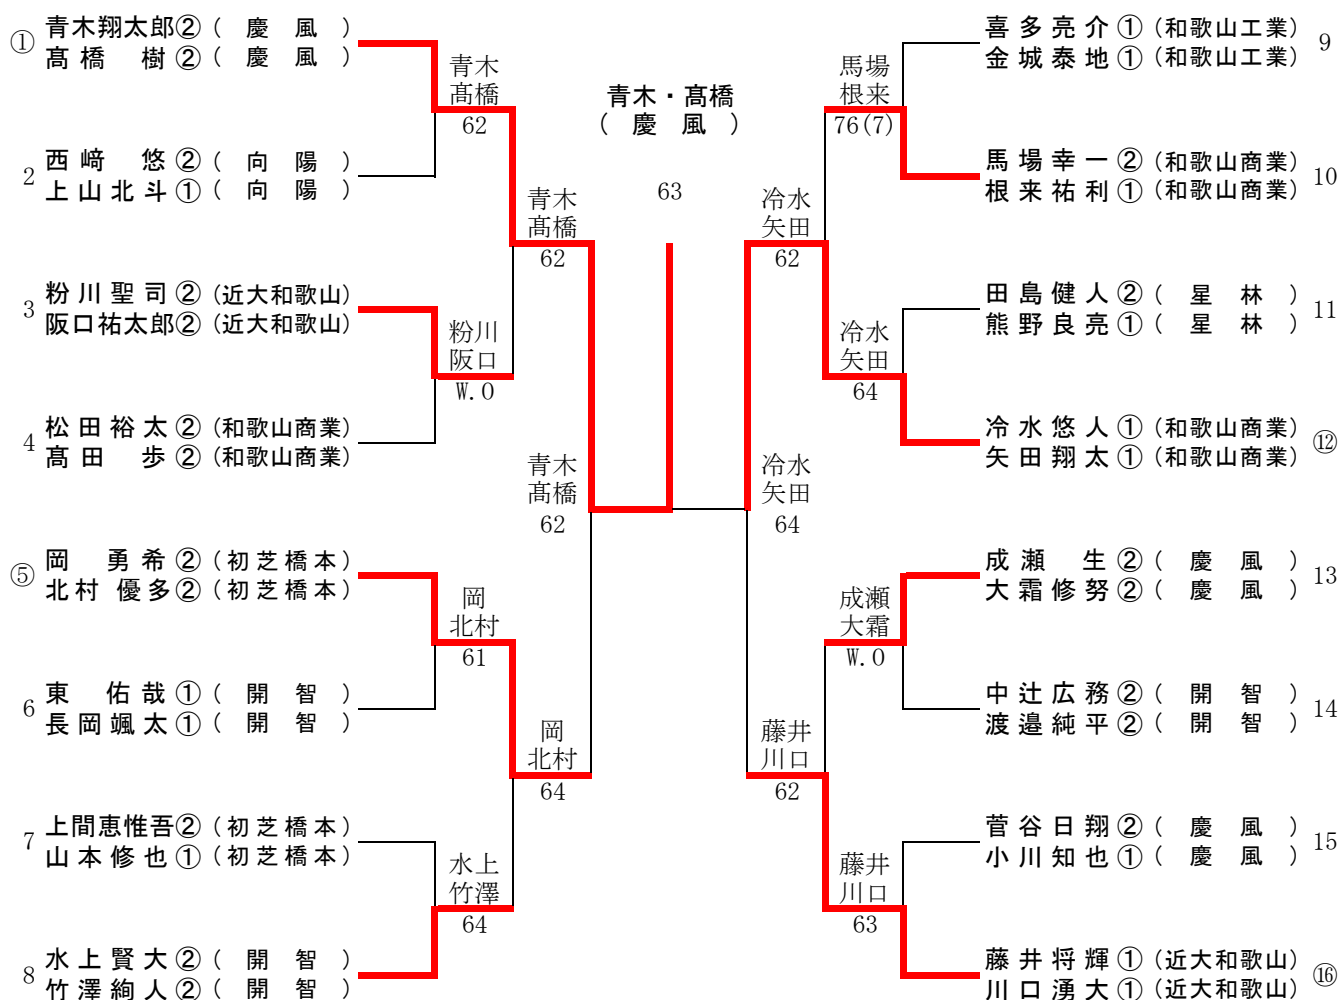 ① 青木翔太郎② ( 慶 風 )
髙橋 樹② ( 慶 風 )
2 西﨑 悠② ( 向 陽 )
上山北斗① ( 向 陽 )
3 粉川聖司② (近大和歌山)
阪口祐太郎② (近大和歌山)
4 松田裕太② (和歌山商業)
髙田 歩② (和歌山商業)
⑤ 岡 勇希② (初芝橋本)
北村優多② (初芝橋本)
6 東 佑哉① ( 開 智 )
長岡颯太① ( 開 智 )
7 上間恵惟吾② (初芝橋本)
山本修也① (初芝橋本)
8 水上賢大② ( 開 智 )
竹澤絢人② ( 開 智 )
青木
髙橋
62
粉川
阪口
W.O
岡
北村
61
水上
竹澤
64
青木
髙橋
62
岡
北村
64
青木
髙橋
62
青木・髙橋
( 慶 風 )
63
冷水
矢田
64
冷水
矢田
62
藤井
川口
62
馬場
根来
76(7)
冷水
矢田
64
成瀬
大霜
W.O
藤井
川口
63
喜多亮介① (和歌山工業) 9
金城泰地① (和歌山工業)
馬場幸一② (和歌山商業) 10
根来祐利① (和歌山商業)
田島健人② ( 星 林 ) 11
熊野良亮① ( 星 林 )
冷水悠人① (和歌山商業) ⑫
矢田翔太① (和歌山商業)
成瀬 生② ( 慶 風 ) 13
大霜修努② ( 慶 風 )
中辻広務② ( 開 智 ) 14
渡邉純平② ( 開 智 )
菅谷日翔② ( 慶 風 ) 15
小川知也① ( 慶 風 )
藤井将輝① (近大和歌山) ⑯
川口湧大① (近大和歌山)